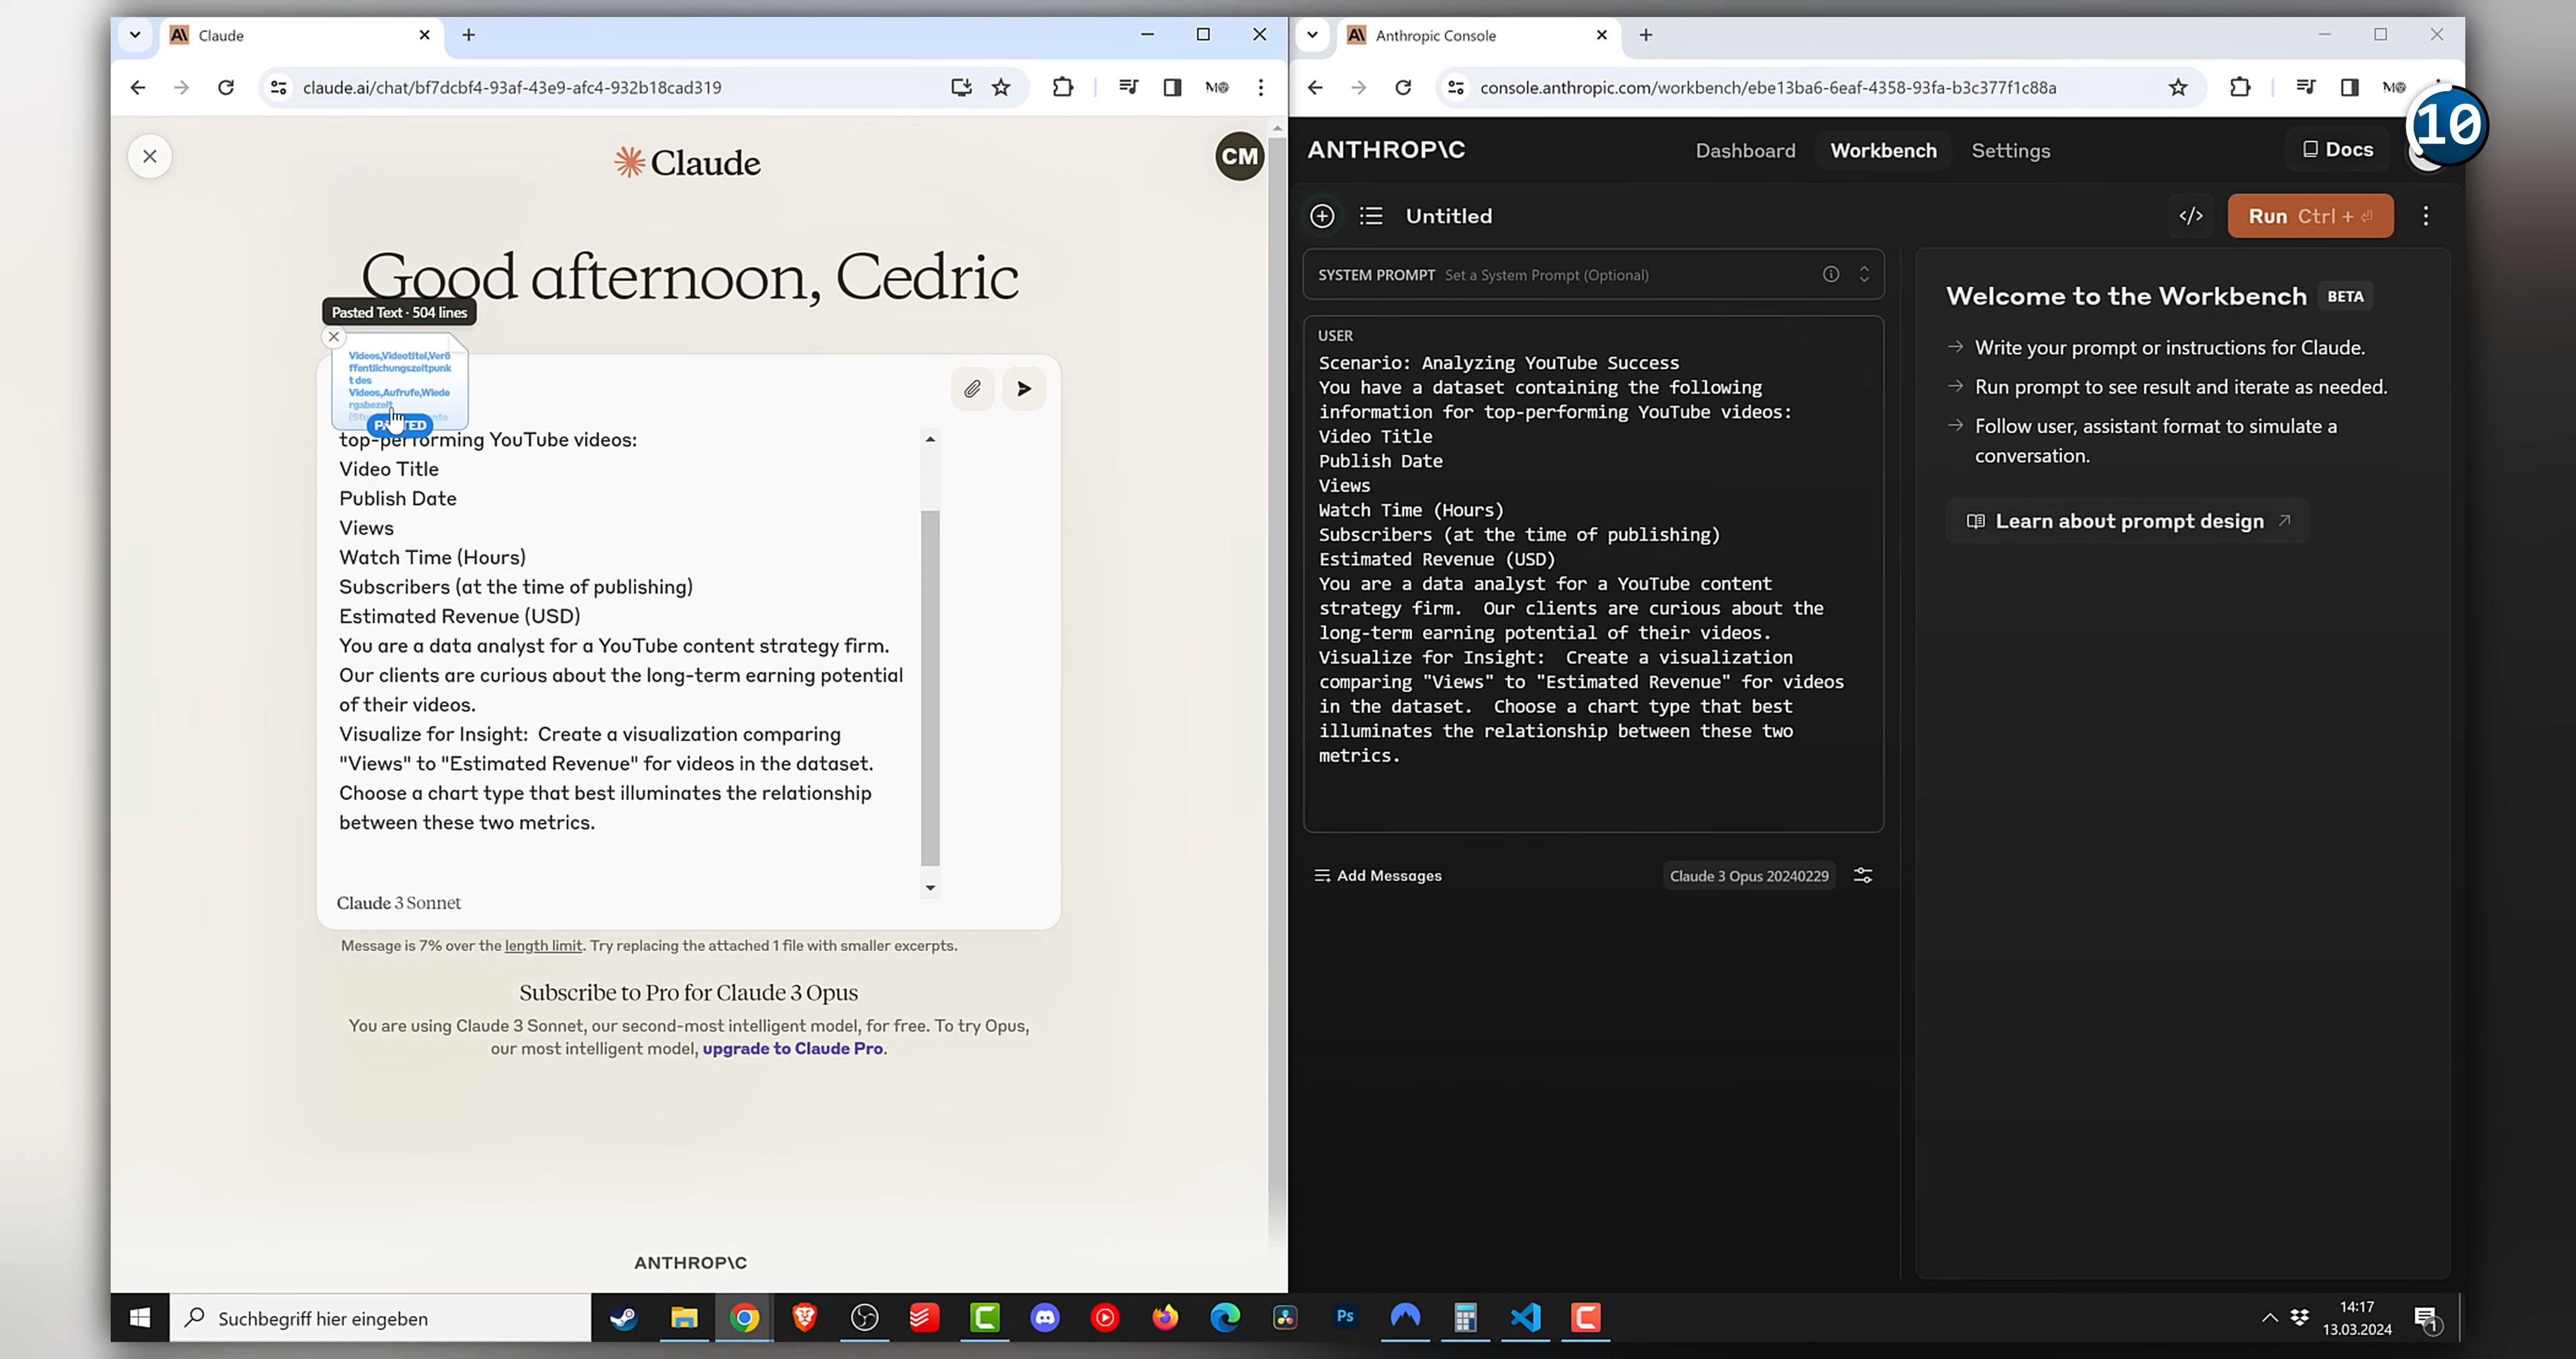 Claude
claude.ai/chat/bf7dcbf4-93af-43e9-afc4-932b18cad319
Claude
CM
Good afternoon, Cedric
Pasted Text · 504 lines
Videos,Videotitel,Verö
ffentlichungszeitpunk
t des
Videos,Aufrufe,Wiede
rgabezeit
top-performing YouTube videos:
Video Title
Publish Date
Views
Watch Time (Hours)
Subscribers (at the time of publishing)
Estimated Revenue (USD)
You are a data analyst for a YouTube content strategy firm.
Our clients are curious about the long-term earning potential
of their videos.
Visualize for Insight:  Create a visualization comparing
"Views" to "Estimated Revenue" for videos in the dataset.
Choose a chart type that best illuminates the relationship
between these two metrics.
Claude 3 Sonnet
Message is 7% over the length limit. Try replacing the attached 1 file with smaller excerpts.
Subscribe to Pro for Claude 3 Opus
You are using Claude 3 Sonnet, our second-most intelligent model, for free. To try Opus,
our most intelligent model, upgrade to Claude Pro.
ANTHROP\C
Anthropic Console
console.anthropic.com/workbench/ebe13ba6-6eaf-4358-93fa-b3c377f1c88a
10
ANTHROP\C
Dashboard
Workbench
Settings
Docs
Untitled
</>
Run Ctrl + ⏎
SYSTEM PROMPT Set a System Prompt (Optional)
USER
Scenario: Analyzing YouTube Success
You have a dataset containing the following
information for top-performing YouTube videos:
Video Title
Publish Date
Views
Watch Time (Hours)
Subscribers (at the time of publishing)
Estimated Revenue (USD)
You are a data analyst for a YouTube content
strategy firm.  Our clients are curious about the
long-term earning potential of their videos.
Visualize for Insight:  Create a visualization
comparing "Views" to "Estimated Revenue" for videos
in the dataset.  Choose a chart type that best
illuminates the relationship between these two
metrics.
Add Messages
Claude 3 Opus 20240229
Welcome to the Workbench BETA
→ Write your prompt or instructions for Claude.
→ Run prompt to see result and iterate as needed.
→ Follow user, assistant format to simulate a
conversation.
Learn about prompt design ↗
Suchbegriff hier eingeben
Ps
14:17
13.03.2024
1